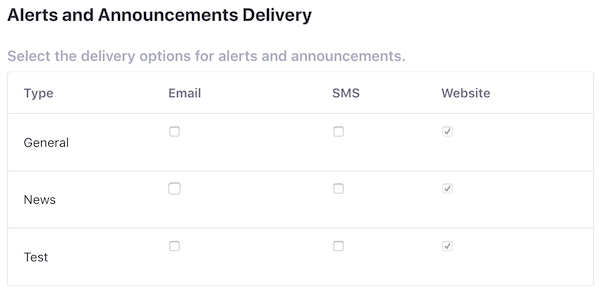 Alerts and Announcements Delivery
Select the delivery options for alerts and announcements.
Type Email SMS Website
General
News
Test